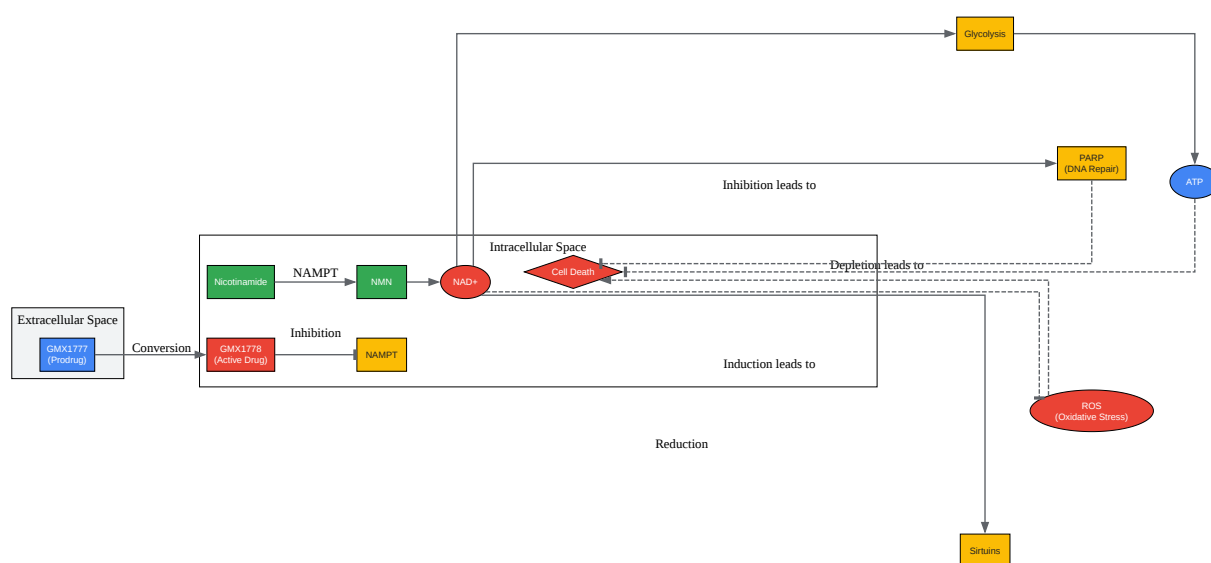 Glycolysis
PARP
(DNA Repair)
ATP
Inhibition leads to
Intracellular Space
Depletion leads to
Cell Death
Nicotinamide
NAMPT
NMN
NAD+
Extracellular Space
Inhibition
GMX1777
(Prodrug)
Conversion
GMX1778
(Active Drug)
NAMPT
Induction leads to
ROS
(Oxidative Stress)
Reduction
Sirtuins